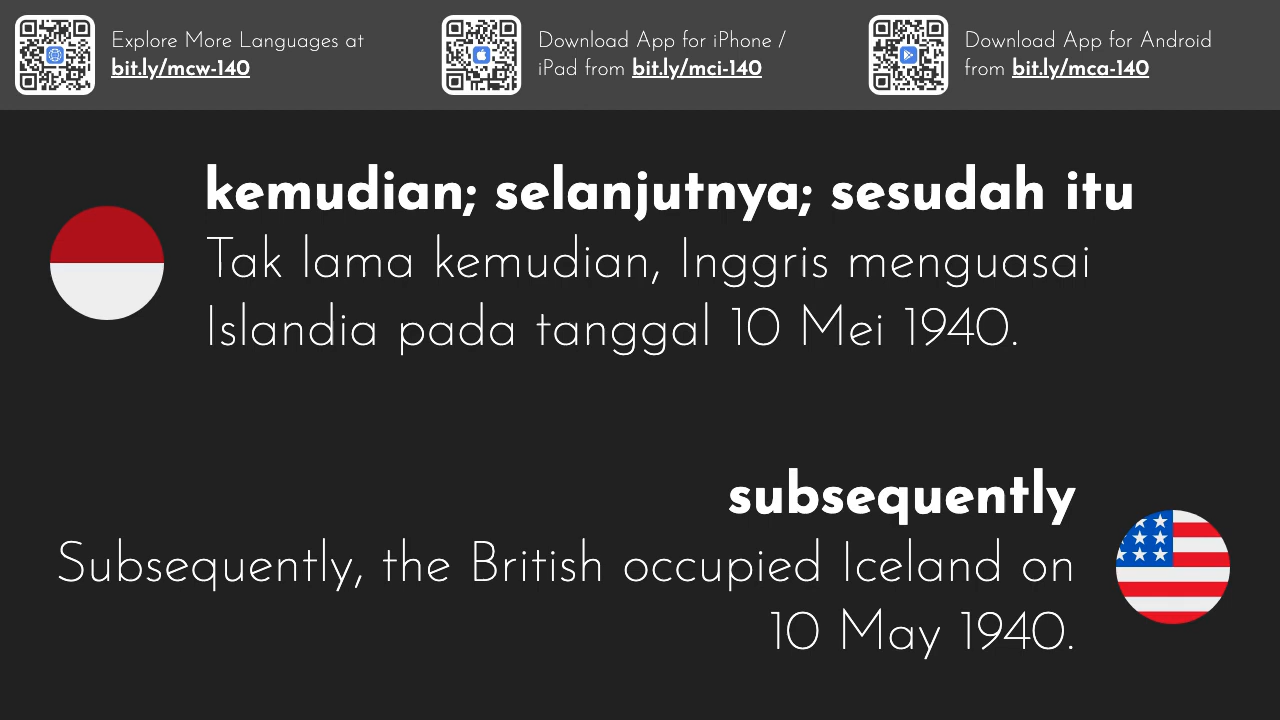 Explore More Languages at
bit.ly/mcw-140
Download App for iPhone /
iPad from bit.ly/mci-140
Download App for Android
from bit.ly/mca-140
kemudian; selanjutnya; sesudah itu
Tak lama kemudian, Inggris menguasai
Islandia pada tanggal 10 Mei 1940.
subsequently
Subsequently, the British occupied Iceland on
10 May 1940.